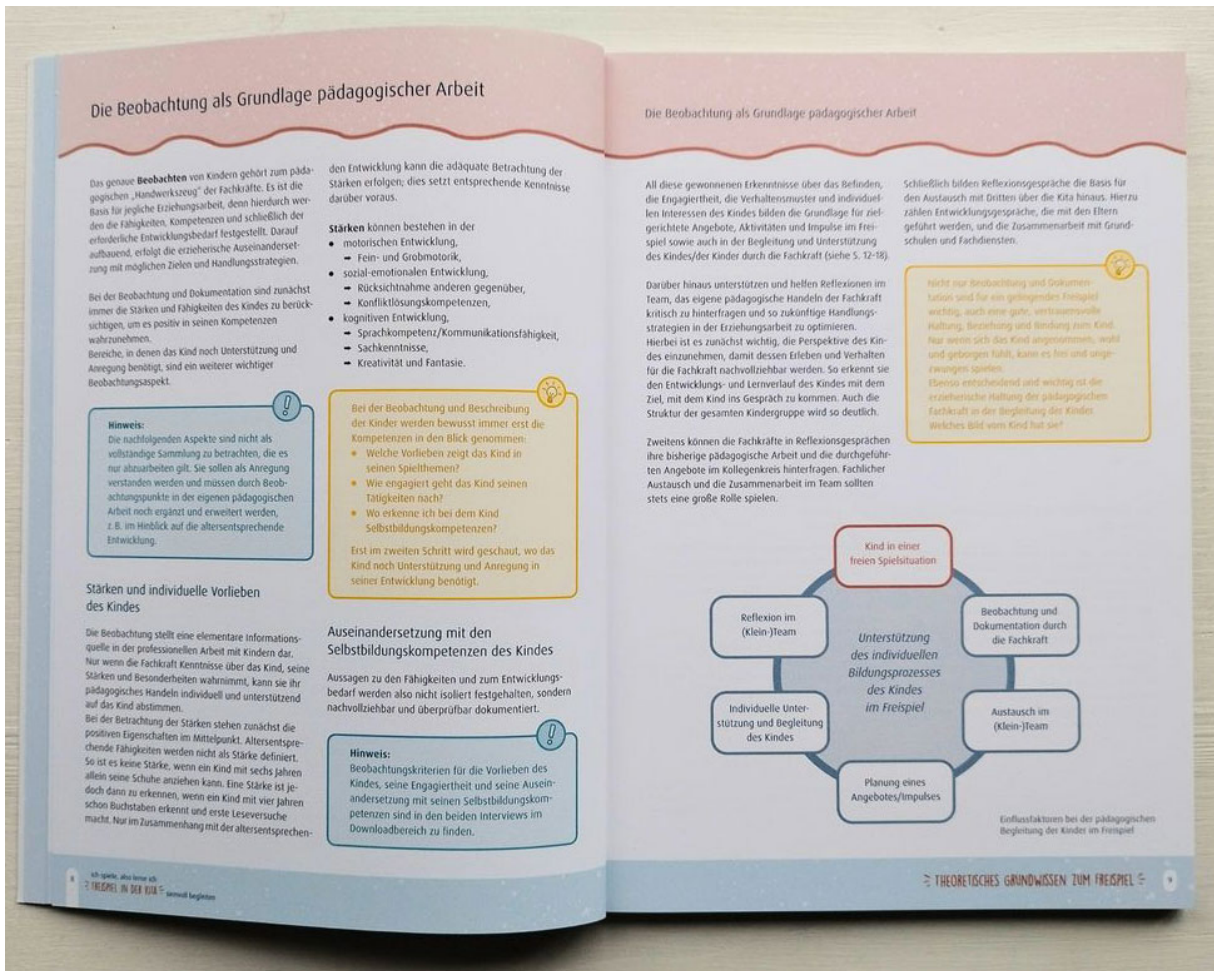 Die Beobachtung als Grundlage pädagogischer Arbeit
Das genaue Beobachten von Kindern gehört zum päda-
gogischen „Handwerkszeug" der Fachkräfte. Es ist die
Basis für jegliche Erziehungsarbeit, denn hierdurch wer-
den die Fähigkeiten, Kompetenzen und schließlich der
erforderliche Entwicklungsbedarf festgestellt. Darauf
aufbauend, erfolgt die erzieherische Auseinanderset-
zung mit möglichen Zielen und Handlungsstrategien.
Bei der Beobachtung und Dokumentation sind zunächst
immer die Stärken und Fähigkeiten des Kindes zu berück-
sichtigen, um es positiv in seinen Kompetenzen
wahrzunehmen.
Bereiche, in denen das Kind noch Unterstützung und
Anregung benötigt, sind ein weiterer wichtiger
Beobachtungsaspekt.
Hinweis:
Die nachfolgenden Aspekte sind nicht als
vollständige Sammlung zu betrachten, die es
nur abzuarbeiten gilt. Sie sollen als Anregung
verstanden werden und müssen durch Beob-
achtungspunkte in der eigenen pädagogischen
Arbeit noch ergänzt und erweitert werden,
z. B. im Hinblick auf die altersentsprechende
Entwicklung.
Stärken und individuelle Vorlieben
des Kindes
Die Beobachtung stellt eine elementare Informations-
quelle in der professionellen Arbeit mit Kindern dar.
Nur wenn die Fachkraft Kenntnisse über das Kind, seine
Stärken und Besonderheiten wahrnimmt, kann sie ihr
pädagogisches Handeln individuell und unterstützend
auf das Kind abstimmen.
Bei der Betrachtung der Stärken stehen zunächst die
positiven Eigenschaften im Mittelpunkt. Altersentspre-
chende Fähigkeiten werden nicht als Stärke definiert.
So ist es keine Stärke, wenn ein Kind mit sechs Jahren
allein seine Schuhe anziehen kann. Eine Stärke ist je-
doch dann zu erkennen, wenn ein Kind mit vier Jahren
schon Buchstaben erkennt und erste Leseversuche
macht. Nur im Zusammenhang mit der altersentsprechen-
den Entwicklung kann die adäquate Betrachtung der
Stärken erfolgen; dies setzt entsprechende Kenntnisse
darüber voraus.
Stärken können bestehen in der
• motorischen Entwicklung,
➡ Fein- und Grobmotorik,
• sozial-emotionalen Entwicklung,
➡ Rücksichtnahme anderen gegenüber,
➡ Konfliktlösungskompetenzen,
• kognitiven Entwicklung,
➡ Sprachkompetenz/Kommunikationsfähigkeit,
➡ Sachkenntnisse,
➡ Kreativität und Fantasie.
Bei der Beobachtung und Beschreibung
der Kinder werden bewusst immer erst die
Kompetenzen in den Blick genommen:
• Welche Vorlieben zeigt das Kind in
seinen Spielthemen?
• Wie engagiert geht das Kind seinen
Tätigkeiten nach?
• Wo erkenne ich bei dem Kind
Selbstbildungskompetenzen?
Erst im zweiten Schritt wird geschaut, wo das
Kind noch Unterstützung und Anregung in
seiner Entwicklung benötigt.
Auseinandersetzung mit den
Selbstbildungskompetenzen des Kindes
Aussagen zu den Fähigkeiten und zum Entwicklungs-
bedarf werden also nicht isoliert festgehalten, sondern
nachvollziehbar und überprüfbar dokumentiert.
Hinweis:
Beobachtungskriterien für die Vorlieben des
Kindes, seine Engagiertheit und seine Ausein-
andersetzung mit seinen Selbstbildungskom-
petenzen sind in den beiden Interviews im
Downloadbereich zu finden.
8
Ich spiele, also lerne ich
FREISPIEL IN DER KITA
sinnvoll begleiten
Die Beobachtung als Grundlage pädagogischer Arbeit
All diese gewonnenen Erkenntnisse über das Befinden,
die Engagiertheit, die Verhaltensmuster und individuel-
len Interessen des Kindes bilden die Grundlage für ziel-
gerichtete Angebote, Aktivitäten und Impulse im Frei-
spiel sowie auch in der Begleitung und Unterstützung
des Kindes/der Kinder durch die Fachkraft (siehe S. 12-18).
Darüber hinaus unterstützen und helfen Reflexionen im
Team, das eigene pädagogische Handeln der Fachkraft
kritisch zu hinterfragen und so zukünftige Handlungs-
strategien in der Erziehungsarbeit zu optimieren.
Hierbei ist es zunächst wichtig, die Perspektive des Kin-
des einzunehmen, damit dessen Erleben und Verhalten
für die Fachkraft nachvollziehbar werden. So erkennt sie
den Entwicklungs- und Lernverlauf des Kindes mit dem
Ziel, mit dem Kind ins Gespräch zu kommen. Auch die
Struktur der gesamten Kindergruppe wird so deutlich.
Zweitens können die Fachkräfte in Reflexionsgesprächen
ihre bisherige pädagogische Arbeit und die durchgeführ-
ten Angebote im Kollegenkreis hinterfragen. Fachlicher
Austausch und die Zusammenarbeit im Team sollten
stets eine große Rolle spielen.
Schließlich bilden Reflexionsgespräche die Basis für
den Austausch mit Dritten über die Kita hinaus. Hierzu
zählen Entwicklungsgespräche, die mit den Eltern
geführt werden, und die Zusammenarbeit mit Grund-
schulen und Fachdiensten.
Nicht nur Beobachtung und Dokumen-
tation sind für ein gelingendes Freispiel
wichtig, auch eine gute, vertrauensvolle
Haltung, Beziehung und Bindung zum Kind.
Nur wenn sich das Kind angenommen, wohl
und geborgen fühlt, kann es frei und unge-
zwungen spielen.
Ebenso entscheidend und wichtig ist die
erzieherische Haltung der pädagogischen
Fachkraft in der Begleitung der Kinder.
Welches Bild vom Kind hat sie?
Kind in einer
freien Spielsituation
Reflexion im
(Klein-)Team
Beobachtung und
Dokumentation durch
die Fachkraft
Unterstützung
des individuellen
Bildungsprozesses
des Kindes
im Freispiel
Individuelle Unter-
stützung und Begleitung
des Kindes
Austausch im
(Klein-)Team
Planung eines
Angebotes/Impulses
Einflussfaktoren bei der pädagogischen
Begleitung der Kinder im Freispiel
THEORETISCHES GRUNDWISSEN ZUM FREISPIEL
9